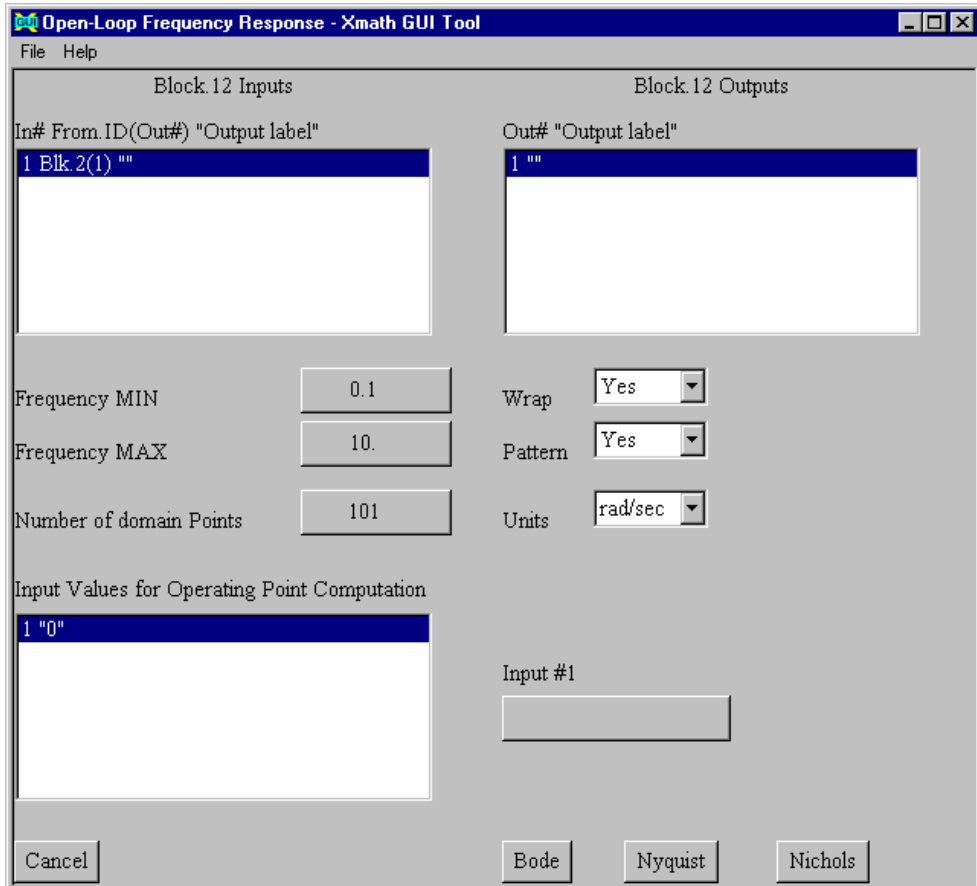 GUI Open-Loop Frequency Response - Xmath GUI Tool
File Help
Block.12 Inputs
Block.12 Outputs
In# From.ID(Out#) "Output label"
Out# "Output label"
1 Blk.2(1) ""
1 ""
Frequency MIN
0.1
Wrap
Yes
Frequency MAX
10.
Pattern
Yes
Number of domain Points
101
Units
rad/sec
Input Values for Operating Point Computation
1 "0"
Input #1
Cancel
Bode
Nyquist
Nichols